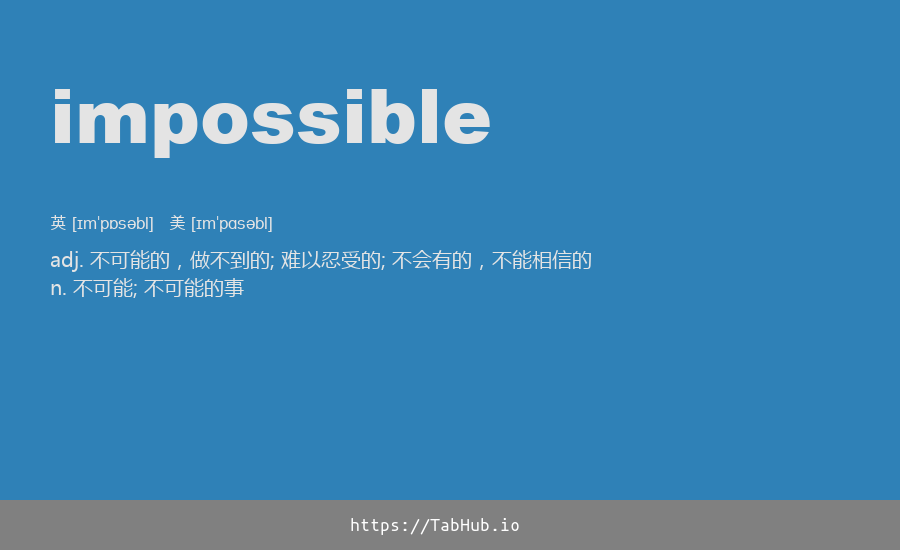 impossible
英 [ɪmˈpɒsəbl] 美 [ɪmˈpɑsəbl]
adj. 不可能的，做不到的; 难以忍受的; 不会有的，不能相信的
n. 不可能; 不可能的事
https://TabHub.io